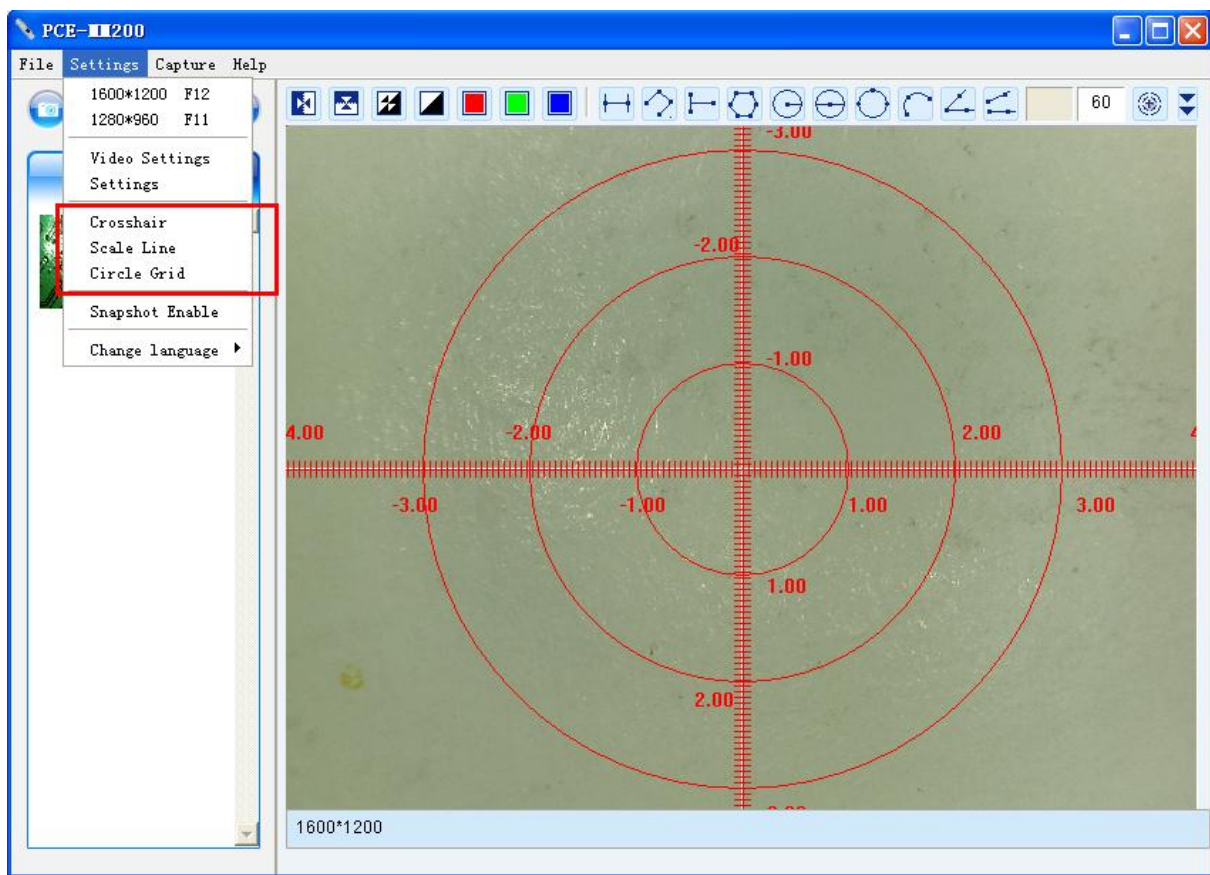 PCE-MM200
File Settings Capture Help
1600*1200 F12
1280*960 F11
Video Settings
Settings
Crosshair
Scale Line
Circle Grid
Snapshot Enable
Change language
60
-3.00
-2.00
-1.00
4.00 -2.00 2.00
-3.00 -1.00 1.00 3.00
1.00
2.00
1600*1200